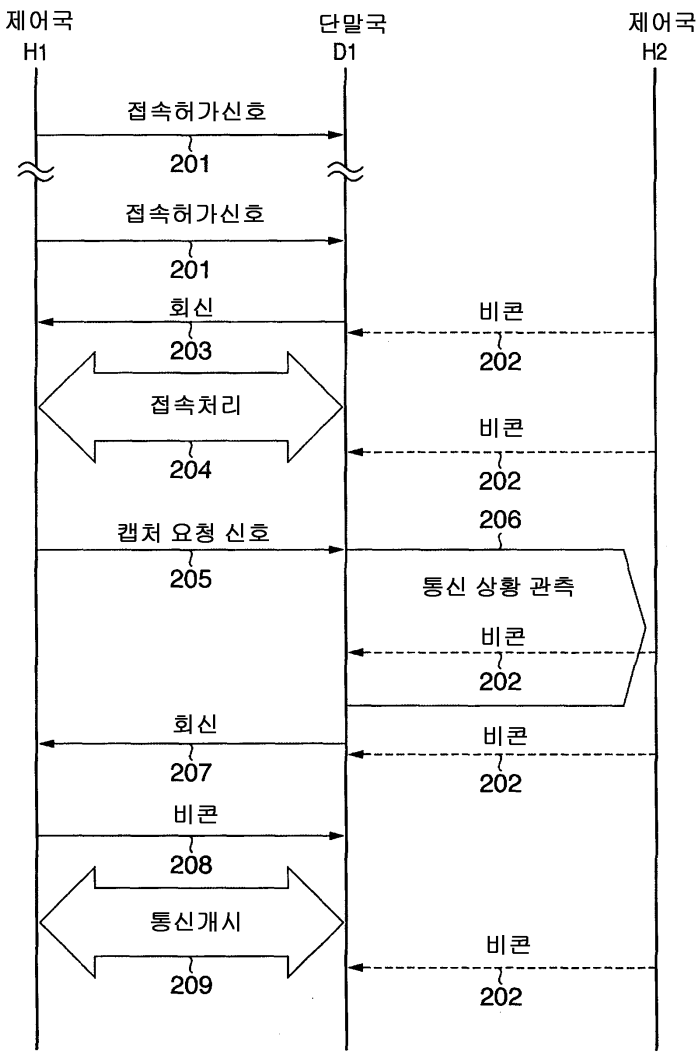 제어국
H1
단말국
D1
제어국
H2
접속허가신호
201
접속허가신호
201
회신
203
비콘
202
접속처리
204
비콘
202
캡처 요청 신호
205
206
통신 상황 관측
비콘
202
회신
207
비콘
202
비콘
208
통신개시
209
비콘
202